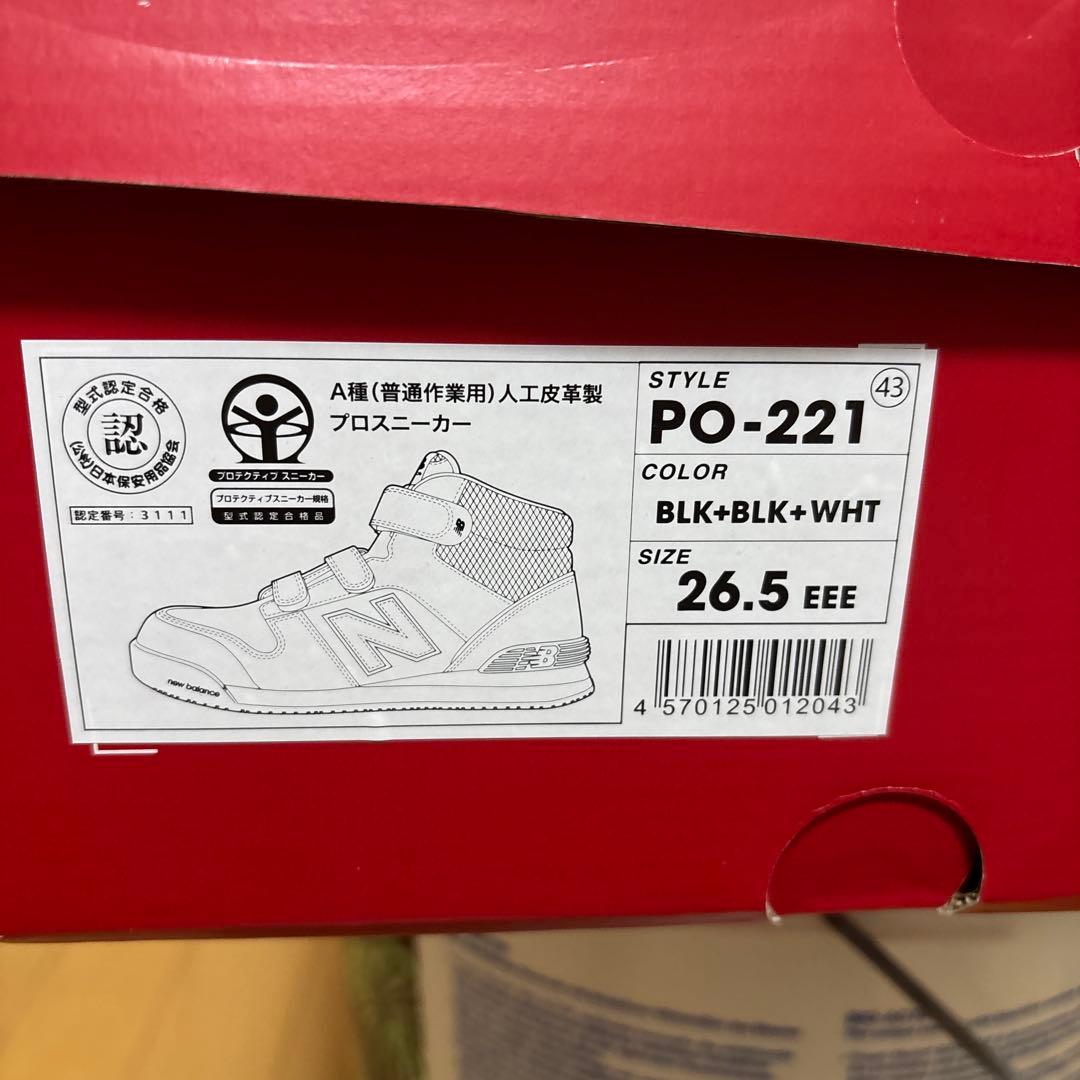 型式認定合格
認
(公社)日本保安用品協会
認定番号：3111
プロテクティブ スニーカー
プロテクティブスニーカー規格
型式認定合格品
A種(普通作業用)人工皮革製
プロスニーカー
new balance
N
NB
NB
STYLE
PO-221
43
COLOR
BLK+BLK+WHT
SIZE
26.5 EEE
4 570125 012043